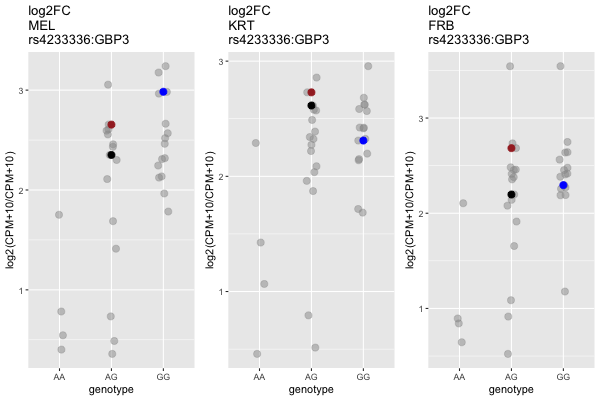 log2FC
MEL
rs4233336:GBP3
log2(CPM+10/CPM+10)
3
2
1
AA
AG
GG
genotype
log2FC
KRT
rs4233336:GBP3
log2(CPM+10/CPM+10)
3
2
1
AA
AG
GG
genotype
log2FC
FRB
rs4233336:GBP3
log2(CPM+10/CPM+10)
3
2
1
AA
AG
GG
genotype